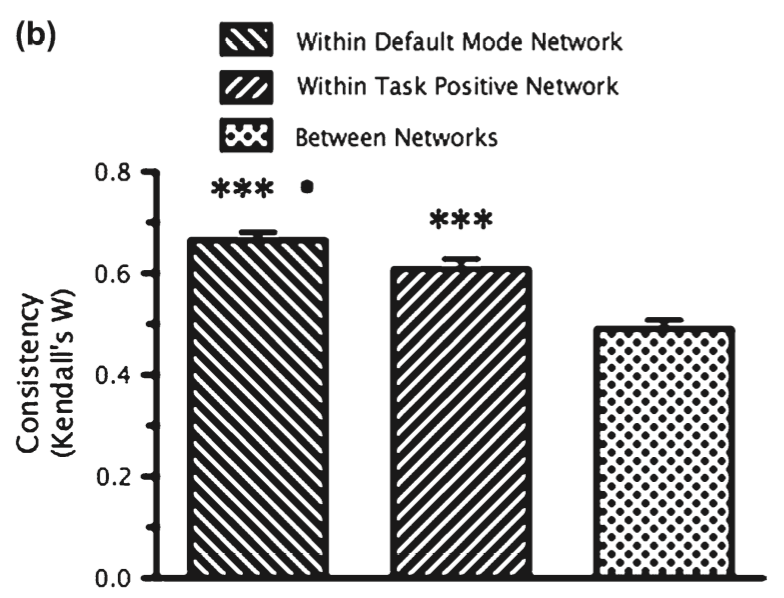 (b)
Within Default Mode Network
Within Task Positive Network
Between Networks
0.8
*** •
***
0.6
Consistency
(Kendall's W)
0.4
0.2
0.0